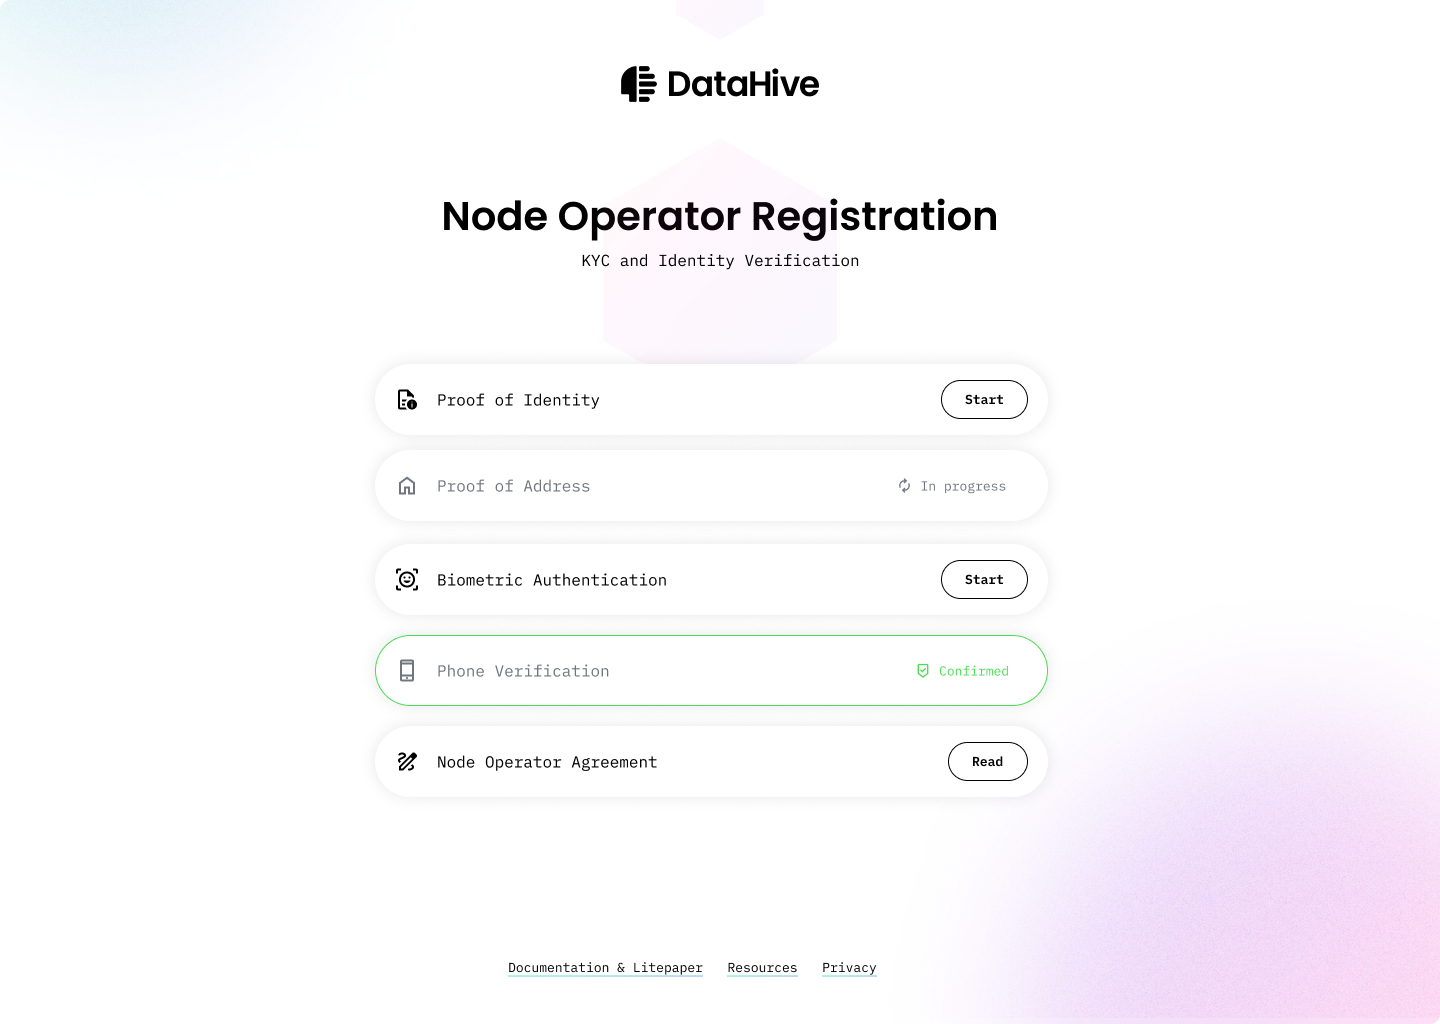 DataHive
Node Operator Registration
KYC and Identity Verification
Proof of Identity
Start
Proof of Address
In progress
Biometric Authentication
Start
Phone Verification
Confirmed
Node Operator Agreement
Read
Documentation & Litepaper
Resources
Privacy